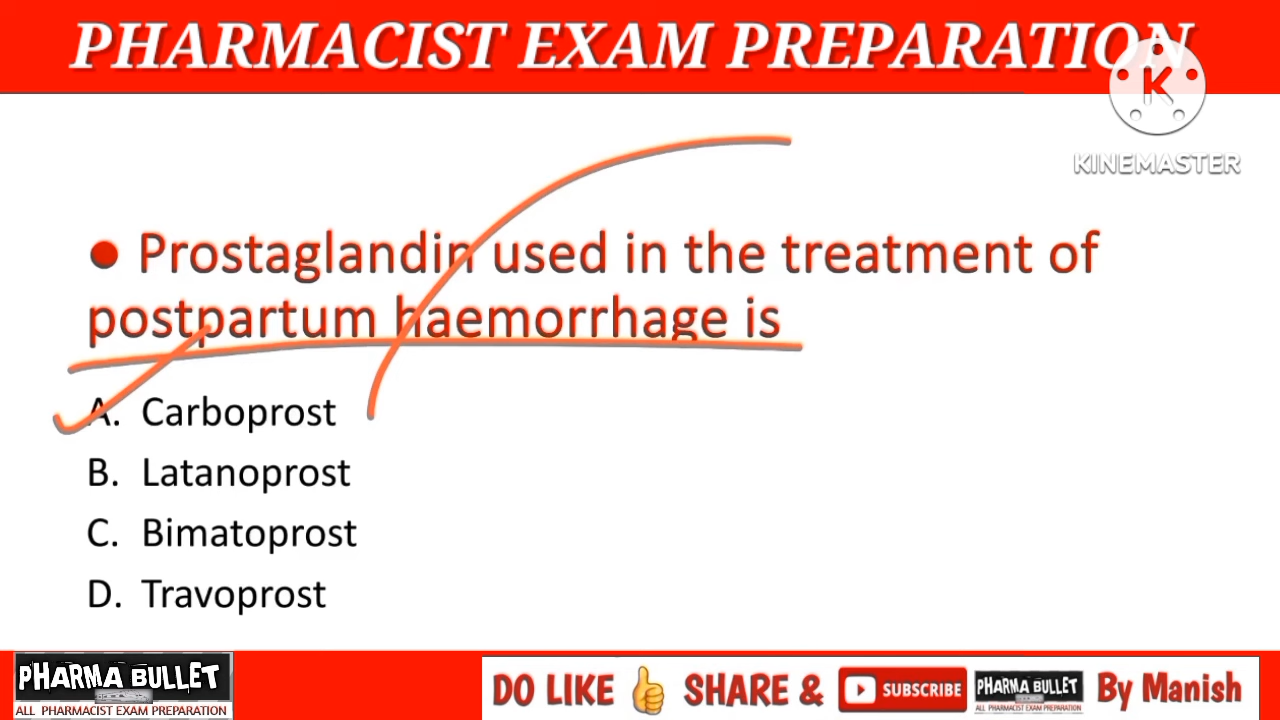 PHARMACIST EXAM PREPARATION
KINEMASTER
● Prostaglandin used in the treatment of
postpartum haemorrhage is
A. Carboprost
B. Latanoprost
C. Bimatoprost
D. Travoprost
PHARMA BULLET
ALL PHARMACIST EXAM PREPARATION
DO LIKE 👍 SHARE & SUBSCRIBE PHARMA BULLET By Manish
ALL PHARMACIST EXAM PREPARATION